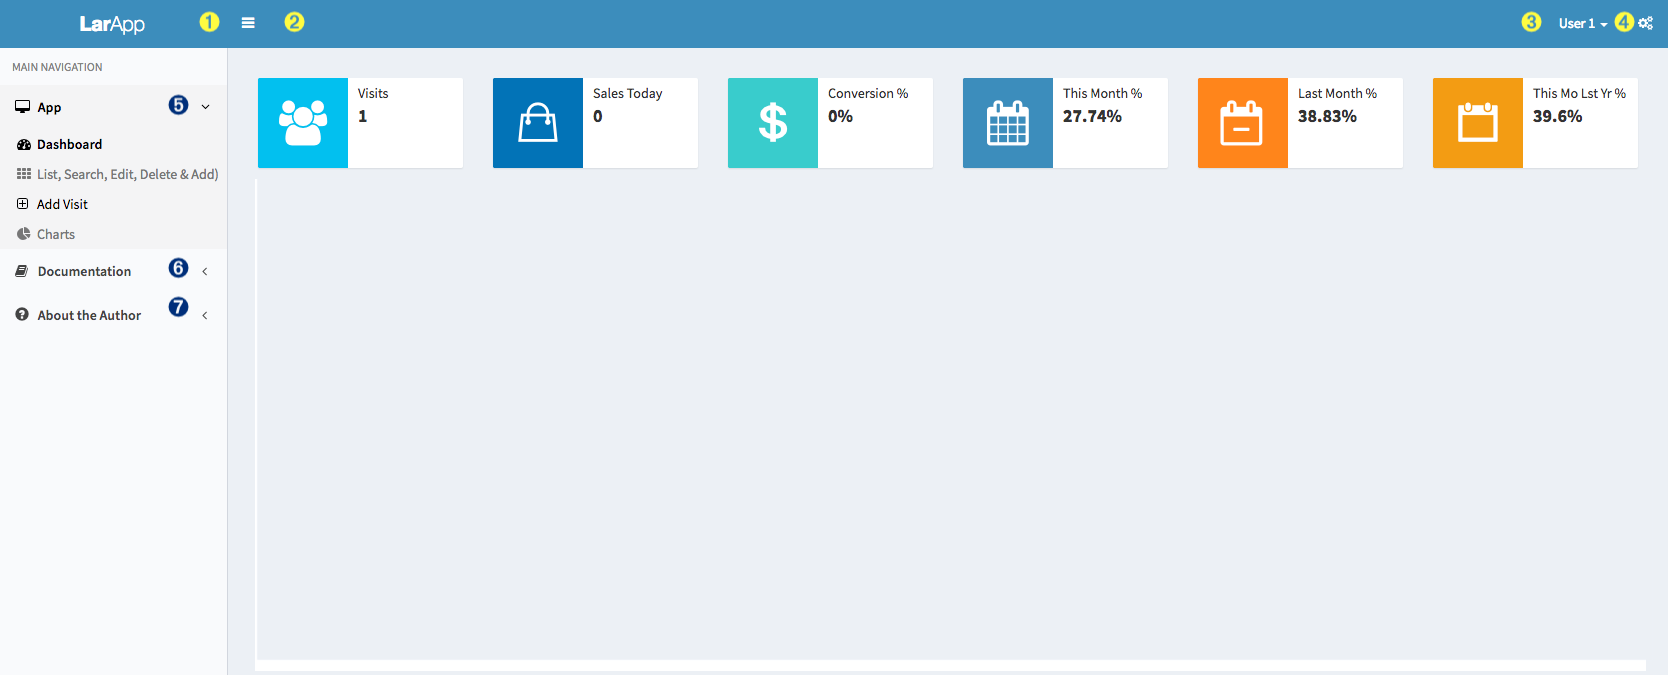 LarApp 1 2 3 User 1 4
MAIN NAVIGATION
App 5
Dashboard
List, Search, Edit, Delete & Add)
Add Visit
Charts
Documentation 6
About the Author 7
Visits
1
Sales Today
0
Conversion %
0%
This Month %
27.74%
Last Month %
38.83%
This Mo Lst Yr %
39.6%